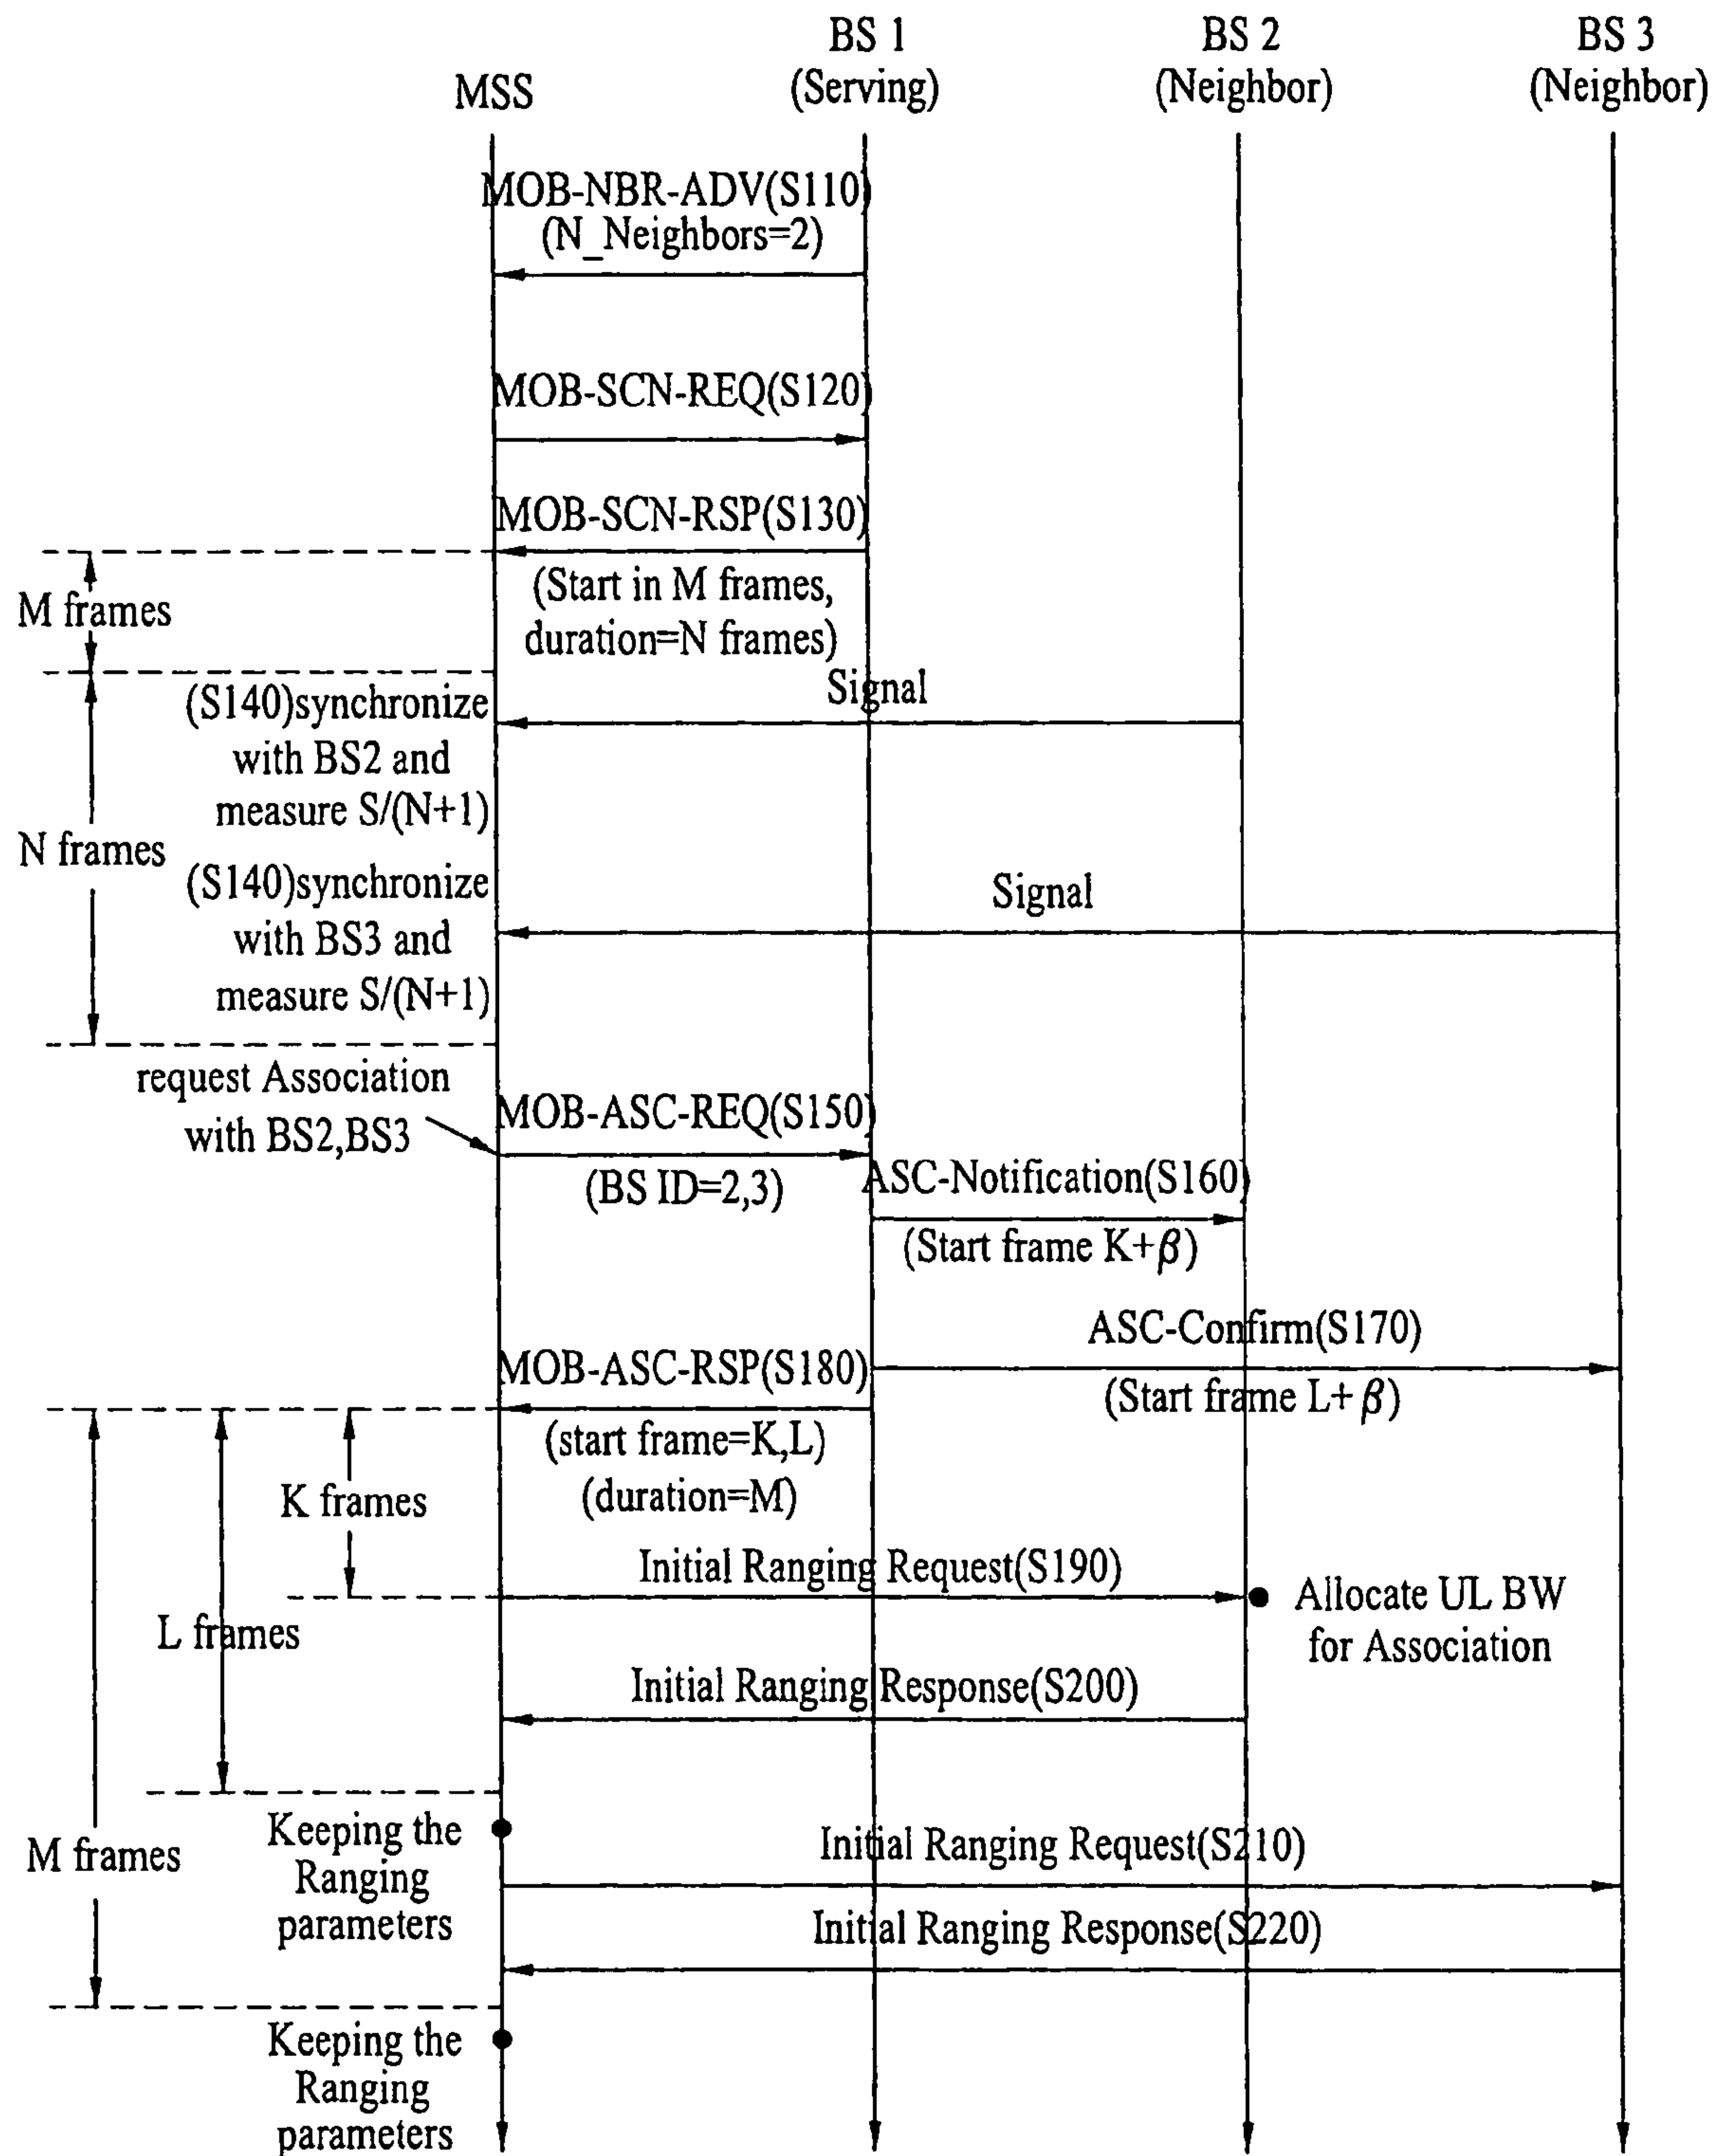 MSS
BS 1
(Serving)
BS 2
(Neighbor)
BS 3
(Neighbor)
MOB-NBR-ADV(S110)
(N_Neighbors=2)
MOB-SCN-REQ(S120)
MOB-SCN-RSP(S130)
(Start in M frames,
duration=N frames)
M frames
Signal
(S140)synchronize
with BS2 and
measure S/(N+1)
N frames
(S140)synchronize
with BS3 and
measure S/(N+1)
Signal
request Association
with BS2,BS3
MOB-ASC-REQ(S150)
(BS ID=2,3)
ASC-Notification(S160)
(Start frame K+β)
ASC-Confirm(S170)
(Start frame L+β)
MOB-ASC-RSP(S180)
(start frame=K,L)
(duration=M)
K frames
Initial Ranging Request(S190)
Allocate UL BW
for Association
L frames
Initial Ranging Response(S200)
Keeping the
Ranging
parameters
M frames
Initial Ranging Request(S210)
Initial Ranging Response(S220)
Keeping the
Ranging
parameters